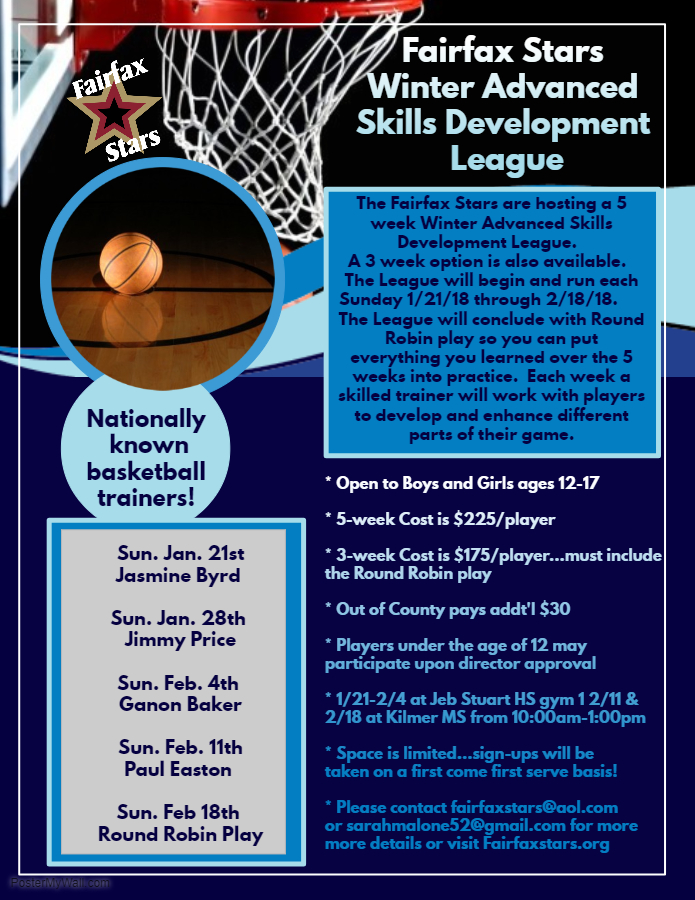 Fairfax
Stars
Fairfax Stars
Winter Advanced
Skills Development
League
The Fairfax Stars are hosting a 5
week Winter Advanced Skills
Development League.
A 3 week option is also available.
The League will begin and run each
Sunday 1/21/18 through 2/18/18.
The League will conclude with Round
Robin play so you can put
everything you learned over the 5
weeks into practice.  Each week a
skilled trainer will work with players
to develop and enhance different
parts of their game.
Nationally
known
basketball
trainers!
Sun. Jan. 21st
Jasmine Byrd
Sun. Jan. 28th
Jimmy Price
Sun. Feb. 4th
Ganon Baker
Sun. Feb. 11th
Paul Easton
Sun. Feb 18th
Round Robin Play
* Open to Boys and Girls ages 12-17
* 5-week Cost is $225/player
* 3-week Cost is $175/player...must include
the Round Robin play
* Out of County pays addt'l $30
* Players under the age of 12 may
participate upon director approval
* 1/21-2/4 at Jeb Stuart HS gym 1 2/11 &
2/18 at Kilmer MS from 10:00am-1:00pm
* Space is limited...sign-ups will be
taken on a first come first serve basis!
* Please contact fairfaxstars@aol.com
or sarahmalone52@gmail.com for more
more details or visit Fairfaxstars.org
PosterMyWall.com